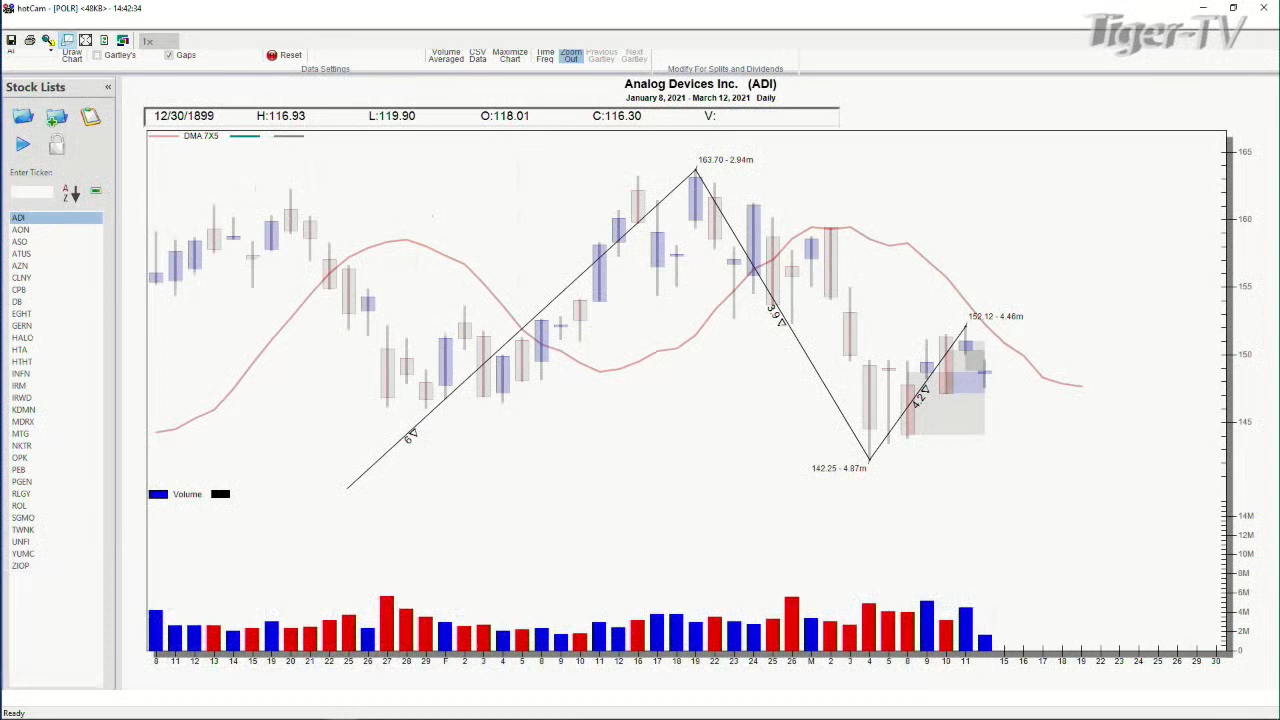 hotCam - [POLR] <48KB> - 14:42:34
Tiger-TV
1x
Draw Chart
Gartley's
Gaps
Reset
Volume Averaged
CSV Data
Maximize Chart
Time Freq
Zoom Out
Previous Gartley
Next Gartley
Data Settings
Modify For Splits and Dividends
Stock Lists «
Analog Devices Inc. (ADI)
January 8, 2021 - March 12, 2021 Daily
12/30/1899 H:116.93 L:119.90 O:118.01 C:116.30 V:
DMA 7X5
Enter Ticker:
A Z
ADI
AON
ASO
ATUS
AZN
CLNY
CPB
DB
EGHT
GERN
HALO
HTA
HTHT
INFN
IRM
IRWD
KDMN
MDRX
MTG
NKTR
OPK
PEB
PGEN
RLGY
ROL
SGMO
TWNK
UNFI
YUMC
ZIOP
163.70 - 2.94m
152.12 - 4.46m
142.25 - 4.87m
6
3.9
4.2
165
160
155
150
145
Volume
14M
12M
10M
8M
6M
4M
2M
0
8 11 12 13 14 15 19 20 21 22 25 26 27 28 29 1 2 3 4 5 8 9 10 11 12 16 17 18 19 22 23 24 25 26 M 2 3 4 5 8 9 10 11 15 16 17 18 19 22 23 24 25 26 29 30
Ready